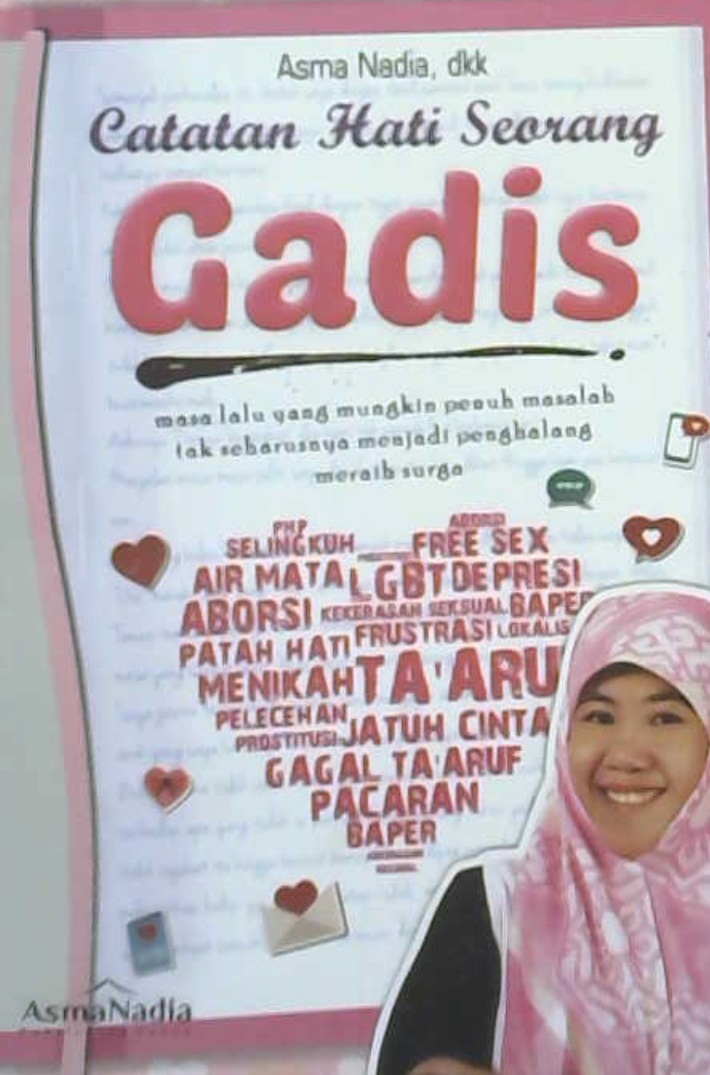 Asma Nadia, dkk
Catatan Hati Seorang
Gadis
masa lalu yang mungkin penuh masalah
tak seharusnya menjadi penghalang
meraih surga
PHP
ABORSI
SELINGKUH
FREE SEX
AIR MATA LGBT DEPRESI
ABORSI KEKERASAN SEKSUAL BAPER
PATAH HATI FRUSTRASI LOKALIS
MENIKAH TA'ARU
PELECEHAN JATUH CINTA
PROSTITUSI
GAGAL TA'ARUF
PACARAN
BAPER
AsmaNadia